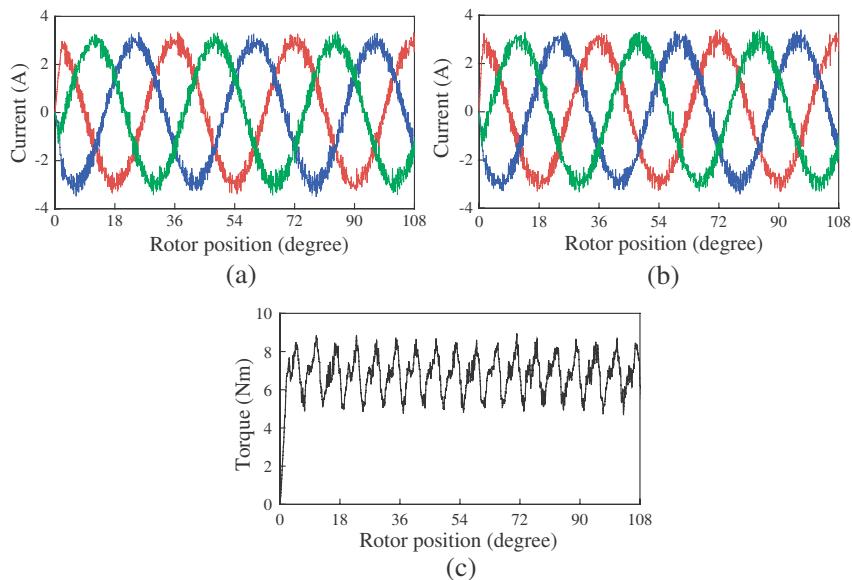 4
2
0
-2
-4
Current (A)
0 18 36 54 72 90 108
Rotor position (degree)
(a)
4
2
0
-2
-4
Current (A)
0 18 36 54 72 90 108
Rotor position (degree)
(b)
10
8
6
4
2
0
Torque (Nm)
0 18 36 54 72 90 108
Rotor position (degree)
(c)